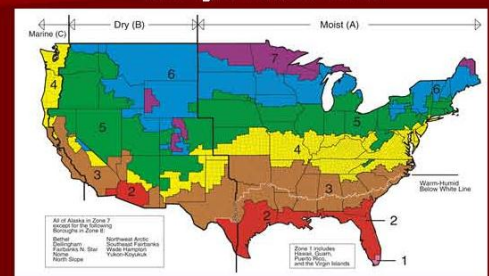 Marine (C)
Dry (B)
Moist (A)
7
6
6
4
5
5
4
3
3
2
2
2
1
Warm-Humid
Below White Line
All of Alaska in Zone 7
except for the following
Boroughs in Zone 8:
Bethel Northwest Arctic
Dellingham Southeast Fairbanks
Fairbanks N. Star Wade Hampton
Nome Yukon-Koyukuk
North Slope
Zone 1 includes
Hawaii, Guam,
Puerto Rico,
and the Virgin Islands